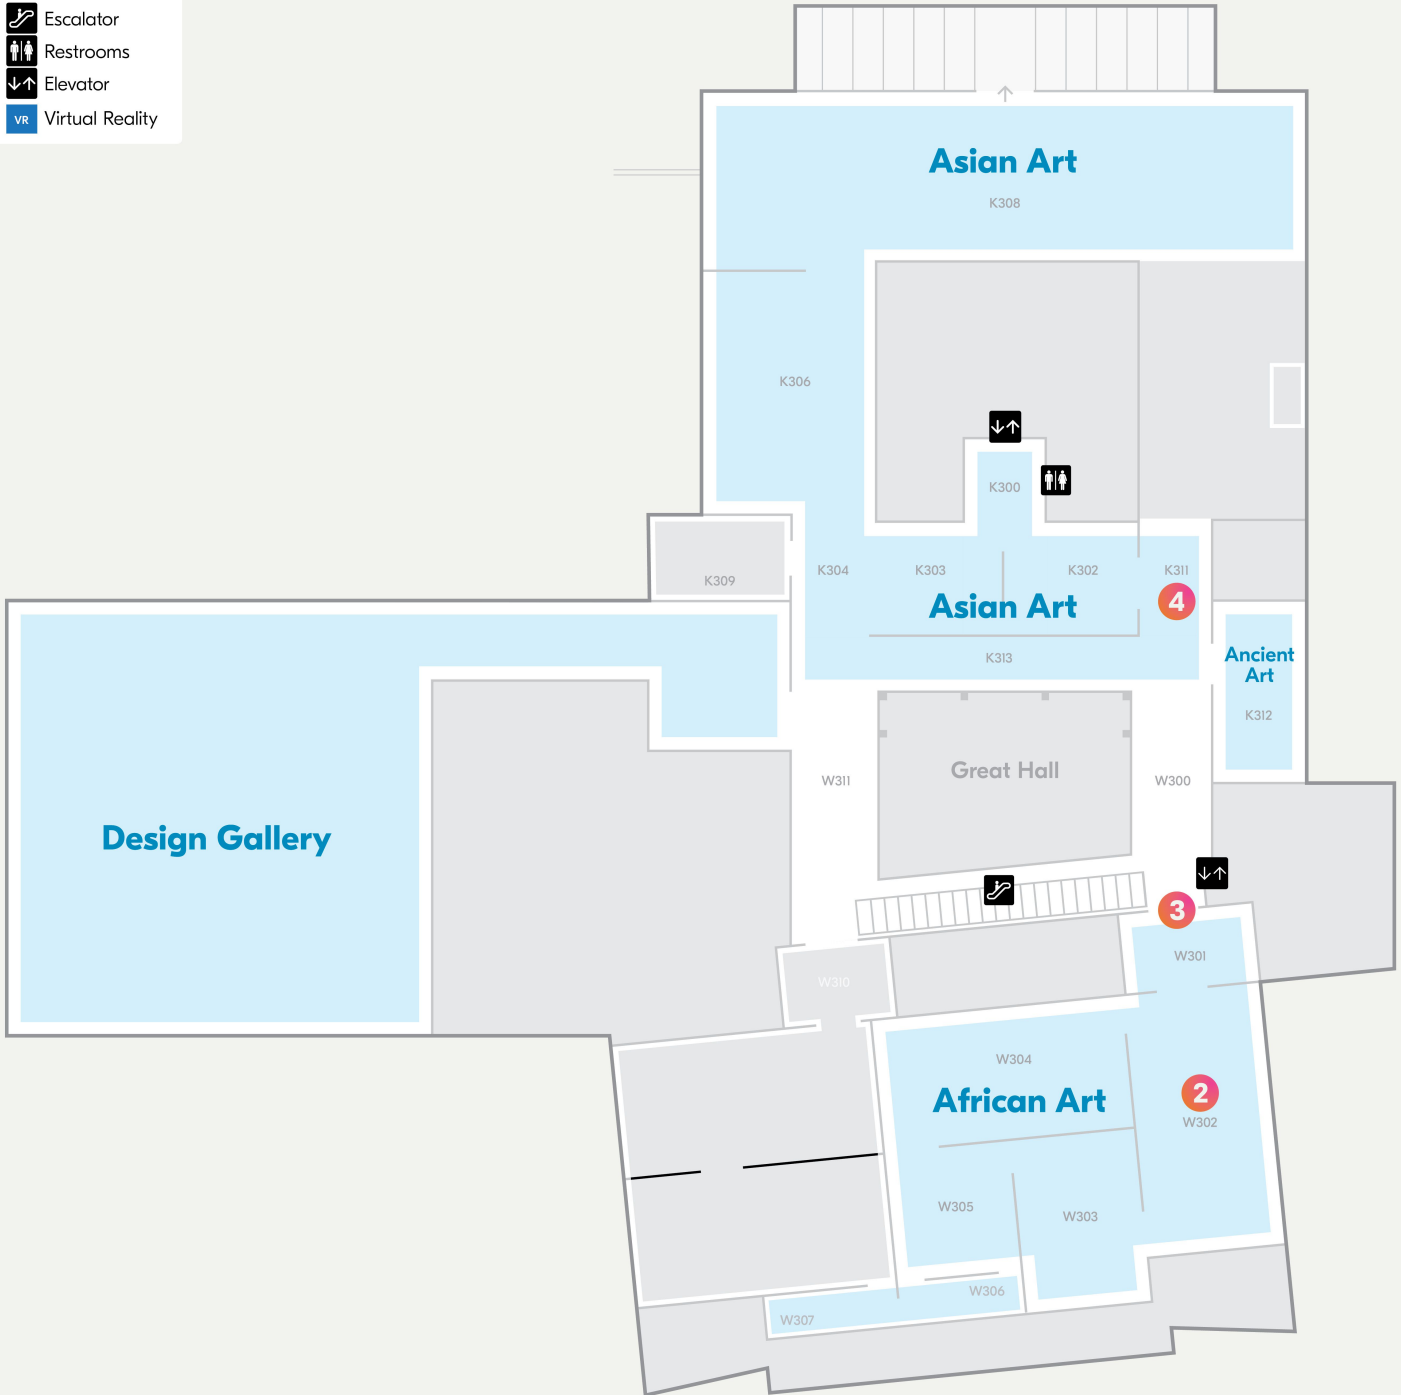 Escalator
Restrooms
Elevator
VR Virtual Reality
Asian Art
K308
K306
K300
K304
K303
K302
K311
K309
Asian Art
4
K313
Ancient
Art
K312
W311
Great Hall
W300
Design Gallery
3
W301
W310
W304
African Art
2
W302
W305
W303
W306
W307